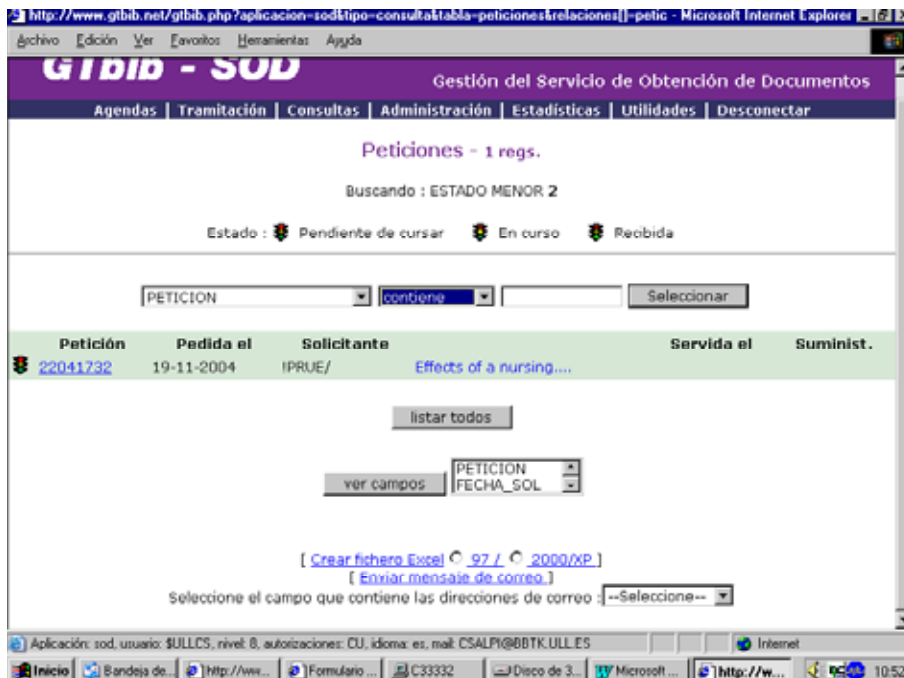 http://www.gtbib.net/gtbib.php?aplicacion=sod&tipo=consulta&tabla=peticiones&relaciones[]=petic - Microsoft Internet Explorer
Archivo Edición Ver Favoritos Herramientas Ayuda
GTbib - SOD
Gestión del Servicio de Obtención de Documentos
Agendas | Tramitación | Consultas | Administración | Estadísticas | Utilidades | Desconectar
Peticiones - 1 regs.
Buscando : ESTADO MENOR 2
Estado : Pendiente de cursar En curso Recibida
PETICION contiene Seleccionar
Petición Pedida el Solicitante Servida el Suminist.
22041732 19-11-2004 !PRUE/ Effects of a nursing....
listar todos
ver campos PETICION
FECHA_SOL
[ Crear fichero Excel 97 / 2000/XP ]
[ Enviar mensaje de correo ]
Seleccione el campo que contiene las direcciones de correo : --Seleccione--
Aplicación: sod, usuario: $ULLCS, nivel: 8, autorizaciones: CU, idioma: es, mail: CSALPI@BBTK.ULL.ES Internet
Inicio Bandeja de... http://ww... Formulario ... C33332 Disco de 3... Microsoft ... http://w... 10:52